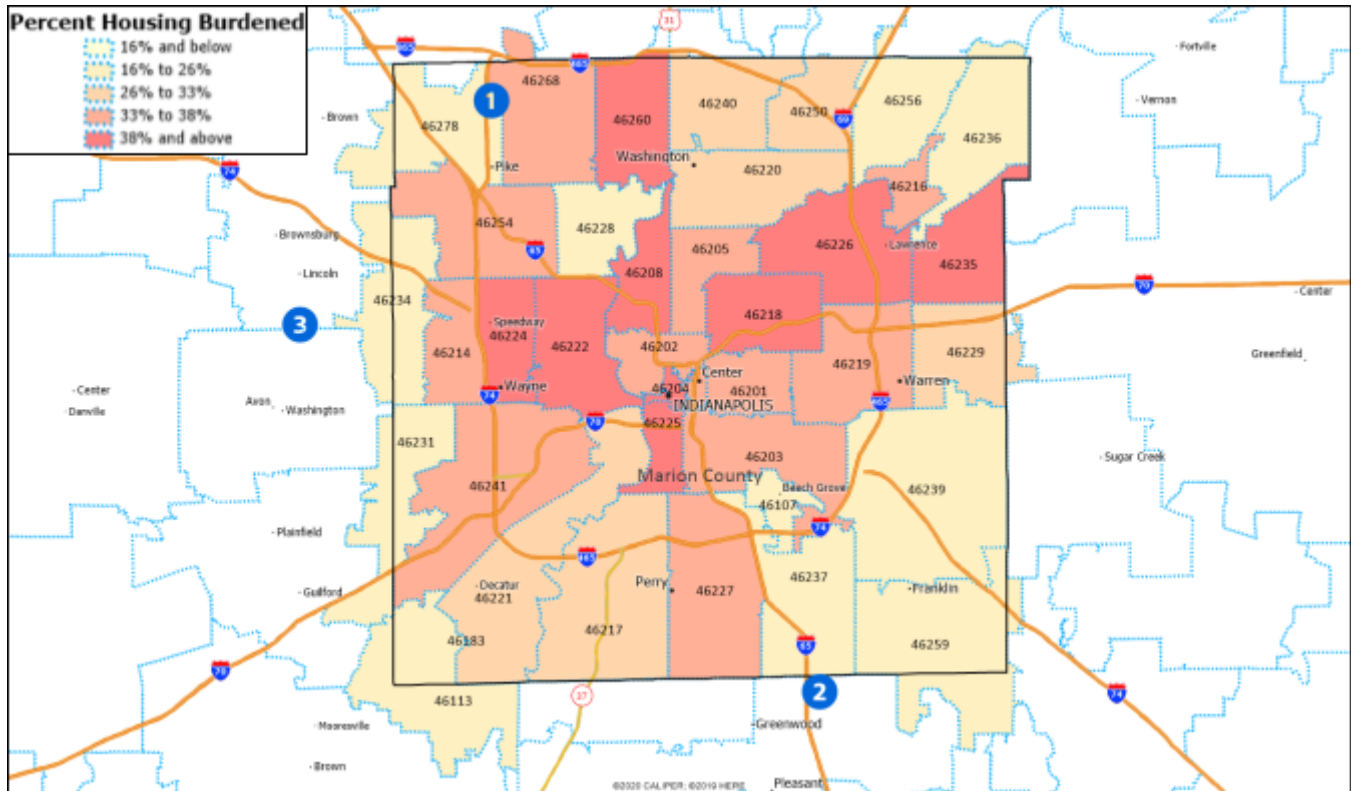 Percent Housing Burdened
16% and below
16% to 26%
26% to 33%
33% to 38%
38% and above
31
465
465
Fortville
1
46268
46240
46250
46256
Vernon
Brown
46278
46260
69
46236
Washington
Pike
46220
74
46216
46254
46228
Brownsburg
65
46205
46226
Lawrence
46208
46235
Lincoln
70
Center
46234
3
Speedway
46224
46218
46222
46202
46214
46219
46229
Greenfield
Center
Wayne
Center
Warren
46204
46201
Danville
Avon
Washington
74
INDIANAPOLIS
465
46225
70
46231
46203
Sugar Creek
Marion County
46241
Beech Grove
46239
46107
Plainfield
74
465
Decatur
Perry
46237
Guilford
46221
46227
Franklin
46217
46183
65
46259
70
2
74
46113
37
Mooresville
Greenwood
Brown
©2020 CALIPER; ©2019 HERE
Pleasant